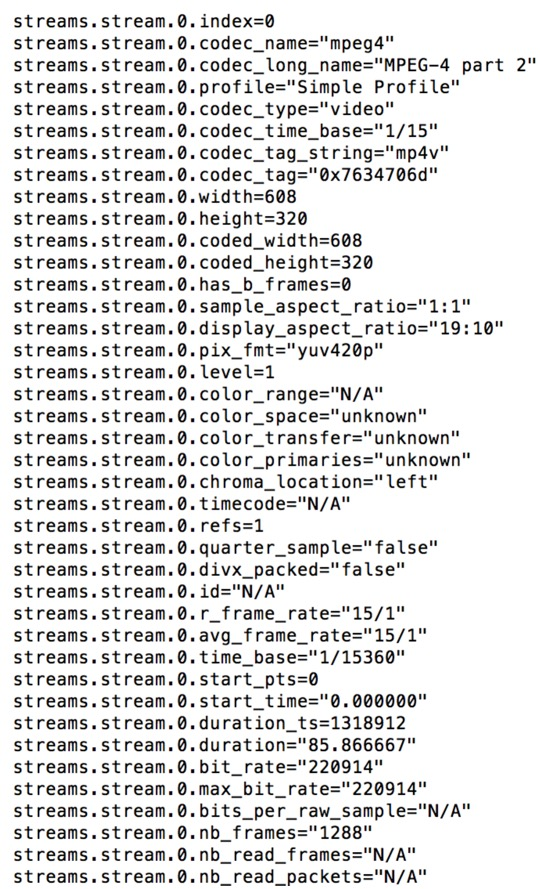 streams.stream.0.index=0
streams.stream.0.codec_name="mpeg4"
streams.stream.0.codec_long_name="MPEG-4 part 2"
streams.stream.0.profile="Simple Profile"
streams.stream.0.codec_type="video"
streams.stream.0.codec_time_base="1/15"
streams.stream.0.codec_tag_string="mp4v"
streams.stream.0.codec_tag="0x7634706d"
streams.stream.0.width=608
streams.stream.0.height=320
streams.stream.0.coded_width=608
streams.stream.0.coded_height=320
streams.stream.0.has_b_frames=0
streams.stream.0.sample_aspect_ratio="1:1"
streams.stream.0.display_aspect_ratio="19:10"
streams.stream.0.pix_fmt="yuv420p"
streams.stream.0.level=1
streams.stream.0.color_range="N/A"
streams.stream.0.color_space="unknown"
streams.stream.0.color_transfer="unknown"
streams.stream.0.color_primaries="unknown"
streams.stream.0.chroma_location="left"
streams.stream.0.timecode="N/A"
streams.stream.0.refs=1
streams.stream.0.quarter_sample="false"
streams.stream.0.divx_packed="false"
streams.stream.0.id="N/A"
streams.stream.0.r_frame_rate="15/1"
streams.stream.0.avg_frame_rate="15/1"
streams.stream.0.time_base="1/15360"
streams.stream.0.start_pts=0
streams.stream.0.start_time="0.000000"
streams.stream.0.duration_ts=1318912
streams.stream.0.duration="85.866667"
streams.stream.0.bit_rate="220914"
streams.stream.0.max_bit_rate="220914"
streams.stream.0.bits_per_raw_sample="N/A"
streams.stream.0.nb_frames="1288"
streams.stream.0.nb_read_frames="N/A"
streams.stream.0.nb_read_packets="N/A"